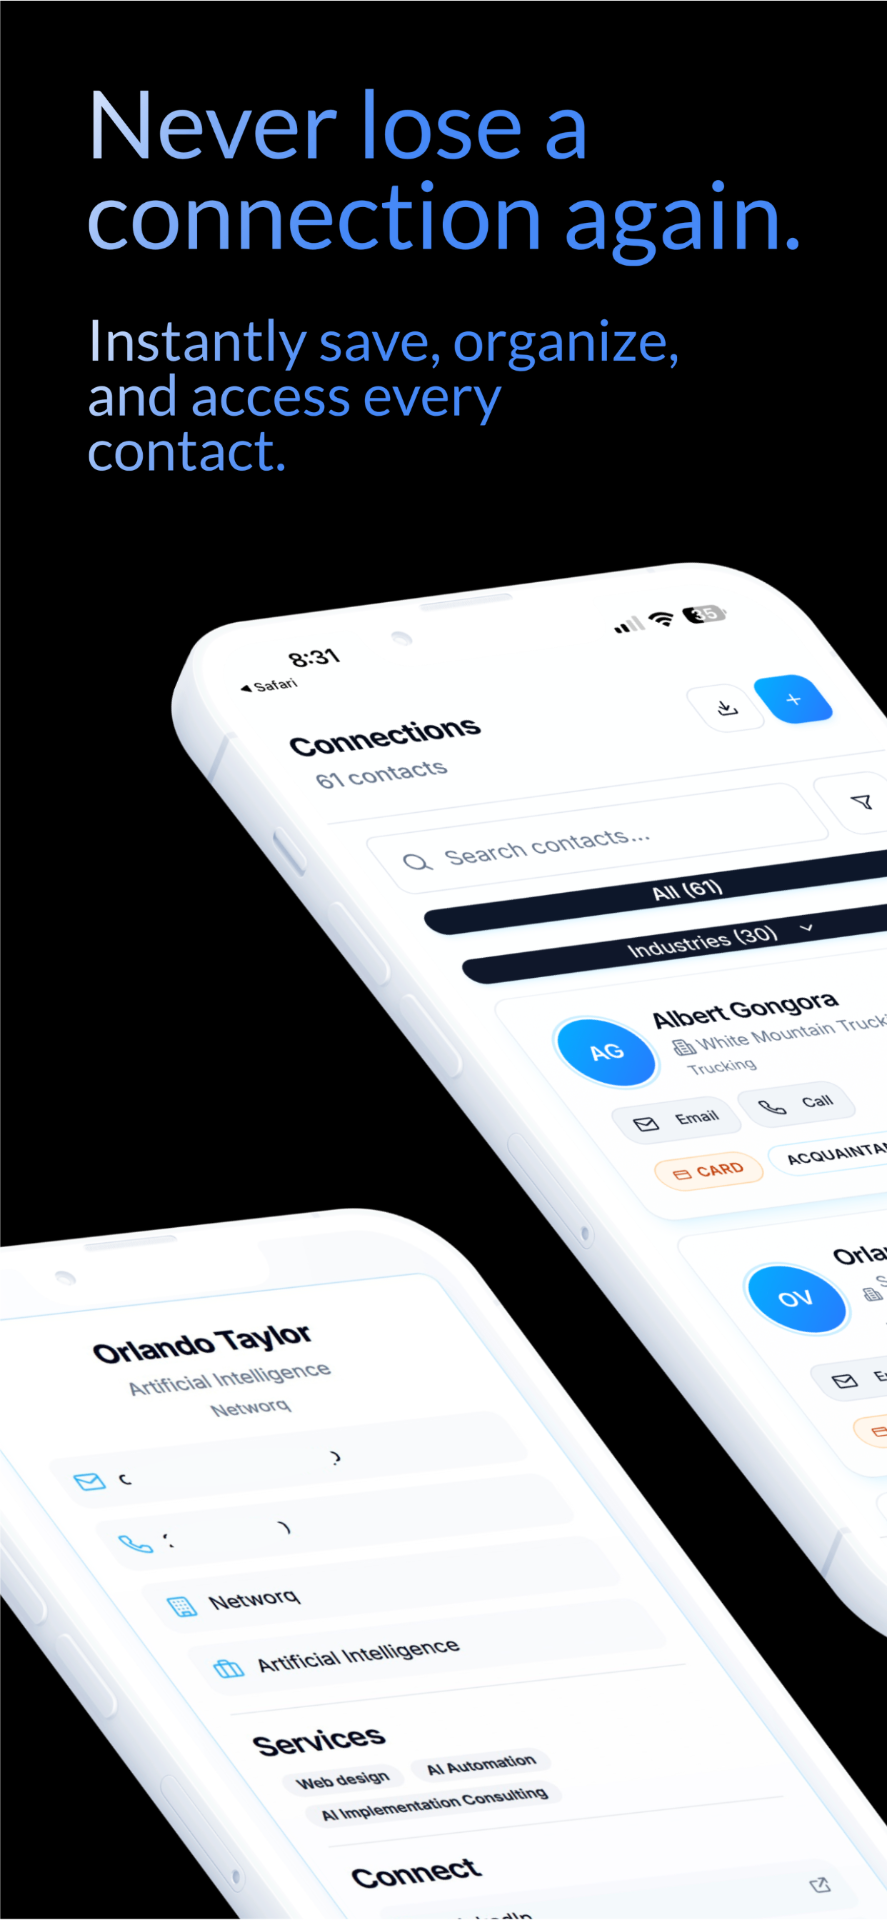 Never lose a
connection again.
Instantly save, organize,
and access every
contact.
8:31
35
Safari
Connections
61 contacts
Search contacts...
All (61)
Industries (30)
AG
Albert Gongora
White Mountain Trucki
Trucking
Email
Call
CARD
ACQUAINTAN
OV
Orla
S
E
Orlando Taylor
Artificial Intelligence
Networq
Networq
Artificial Intelligence
Services
Web design
AI Automation
AI Implementation Consulting
Connect